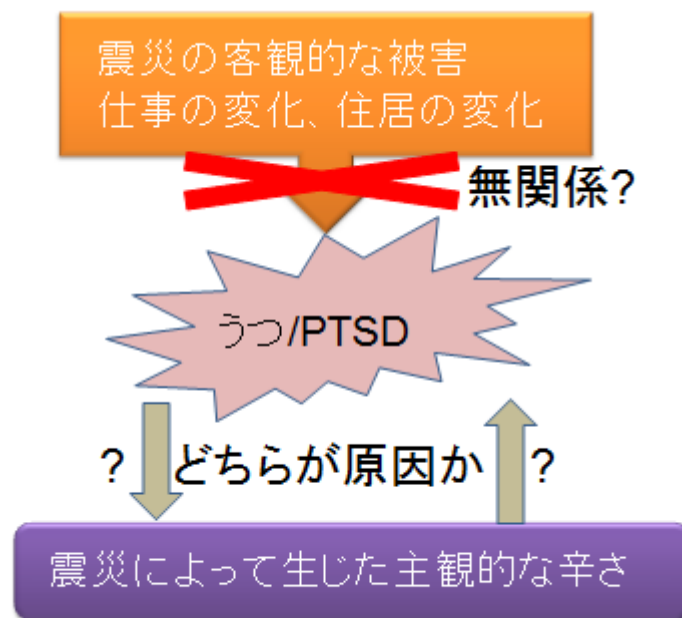 震災の客観的な被害
仕事の変化、住居の変化
無関係?
うつ/PTSD
? どちらが原因か ?
震災によって生じた主観的な辛さ